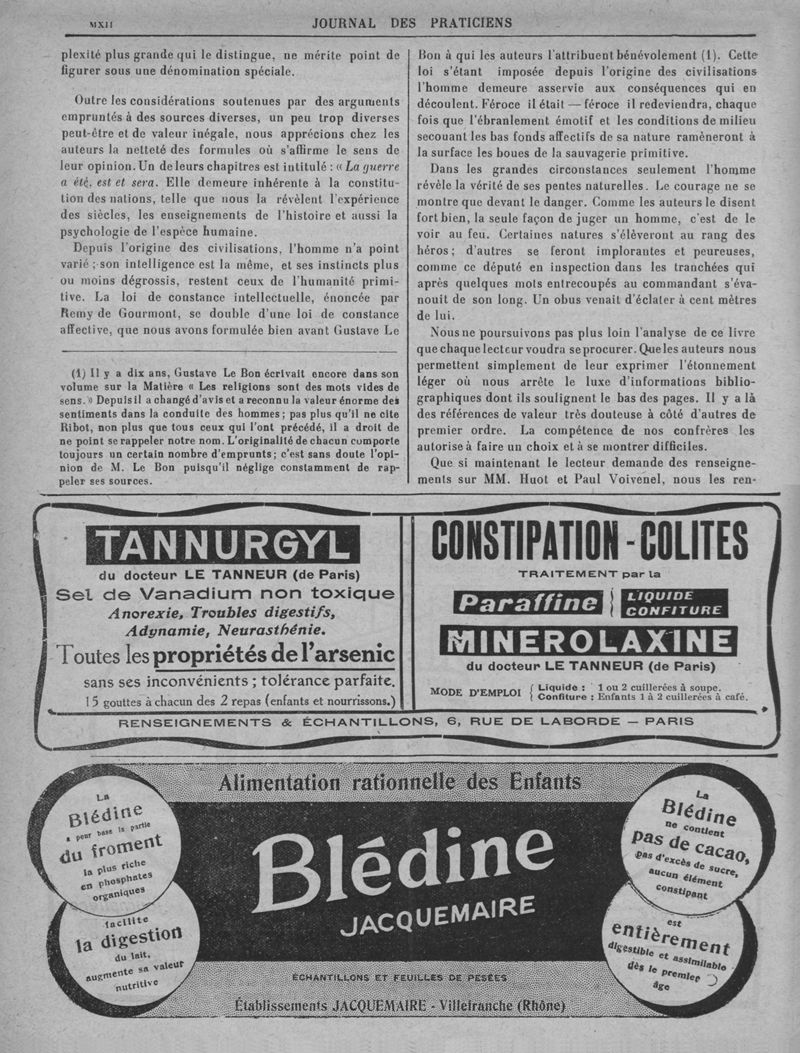 MXII
JOURNAL DES PRATICIENS
plexité plus grande qui le distingue, ne mérite point de
figurer sous une dénomination spéciale.
Outre les considérations soutenues par des arguments
empruntés à des sources diverses, un peu trop diverses
peut-être et de valeur inégale, nous apprécions chez les
auteurs la netteté des formules où s'affirme le sens de
leur opinion. Un de leurs chapitres est intitulé : « La guerre
a été, est et sera. Elle demeure inhérente à la constitu-
tion des nations, telle que nous la révèlent l'expérience
des siècles, les enseignements de l'histoire et aussi la
psychologie de l'espèce humaine.
Depuis l'origine des civilisations, l'homme n'a point
varié ; son intelligence est la même, et ses instincts plus
ou moins dégrossis, restent ceux de l'humanité primi-
tive. La loi de constance intellectuelle, énoncée par
Remy de Gourmont, se double d'une loi de constance
affective, que nous avons formulée bien avant Gustave Le
(1) Il y a dix ans, Gustave Le Bon écrivait encore dans son
volume sur la Matière « Les religions sont des mots vides de
sens. » Depuis il a changé d'avis et a reconnu la valeur énorme des
sentiments dans la conduite des hommes ; pas plus qu'il ne cite
Ribot, non plus que tous ceux qui l'ont précédé, il a droit de
ne point se rappeler notre nom. L'originalité de chacun comporte
toujours un certain nombre d'emprunts ; c'est sans doute l'opi-
nion de M. Le Bon puisqu'il néglige constamment de rap-
peler ses sources.
Bon à qui les auteurs l'attribuent bénévolement (1). Cette
loi s'étant imposée depuis l'origine des civilisations
l'homme demeure asservie aux conséquences qui en
découlent. Féroce il était — féroce il redeviendra, chaque
fois que l'ébranlement émotif et les conditions de milieu
secouant les bas fonds affectifs de sa nature ramèneront à
la surface les boues de la sauvagerie primitive.
Dans les grandes circonstances seulement l'homme
révèle la vérité de ses pentes naturelles. Le courage ne se
montre que devant le danger. Comme les auteurs le disent
fort bien, la seule façon de juger un homme, c'est de le
voir au feu. Certaines natures s'élèveront au rang des
héros ; d'autres se feront implorantes et peureuses,
comme ce député en inspection dans les tranchées qui
après quelques mots entrecoupés au commandant s'éva-
nouit de son long. Un obus venait d'éclater à cent mètres
de lui.
Nous ne poursuivons pas plus loin l'analyse de ce livre
que chaque lecteur voudra se procurer. Que les auteurs nous
permettent simplement de leur exprimer l'étonnement
léger où nous arrête le luxe d'informations biblio-
graphiques dont ils soulignent le bas des pages. Il y a là
des références de valeur très douteuse à côté d'autres de
premier ordre. La compétence de nos confrères les
autorise à faire un choix et à se montrer difficiles.
Que si maintenant le lecteur demande des renseigne-
ments sur MM. Huot et Paul Voivenel, nous les ren-
TANNURGYL
du docteur LE TANNEUR (de Paris)
Sel de Vanadium non toxique
Anorexie, Troubles digestifs,
Adynamie, Neurasthénie.
Toutes les propriétés de l'arsenic
sans ses inconvénients ; tolérance parfaite.
15 gouttes à chacun des 2 repas (enfants et nourrissons.)
CONSTIPATION - COLITES
TRAITEMENT par la
Paraffine { LIQUIDE
CONFITURE
MINEROLAXINE
du docteur LE TANNEUR (de Paris)
MODE D'EMPLOI { Liquide : 1 ou 2 cuillerées à soupe.
Confiture : Enfants 1 à 2 cuillerées à café.
RENSEIGNEMENTS & ÉCHANTILLONS, 6, RUE DE LABORDE — PARIS
Alimentation rationnelle des Enfants
La
Blédine
a pour base la partie
du froment
la plus riche
en phosphates
organiques
facilite
la digestion
du lait,
augmente sa valeur
nutritive
Blédine
JACQUEMAIRE
La
Blédine
ne contient
pas de cacao,
pas d'excès de sucre,
aucun élément
constipant
est
entièrement
digestible et assimilable
dès le premier
âge
ÉCHANTILLONS ET FEUILLES DE PESÉES
Établissements JACQUEMAIRE - Villefranche (Rhône)